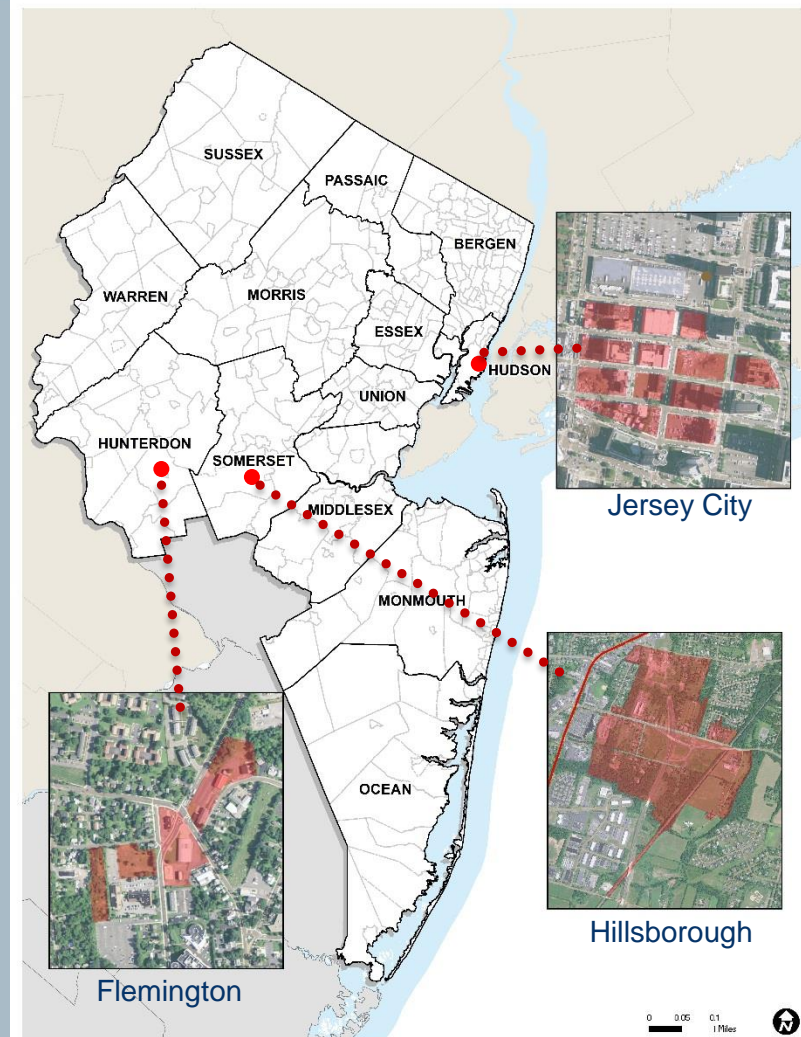 SUSSEX
PASSAIC
BERGEN
WARREN
MORRIS
ESSEX
HUDSON
UNION
HUNTERDON
SOMERSET
MIDDLESEX
Jersey City
MONMOUTH
OCEAN
Hillsborough
Flemington
0 0.05 0.1
Miles
N